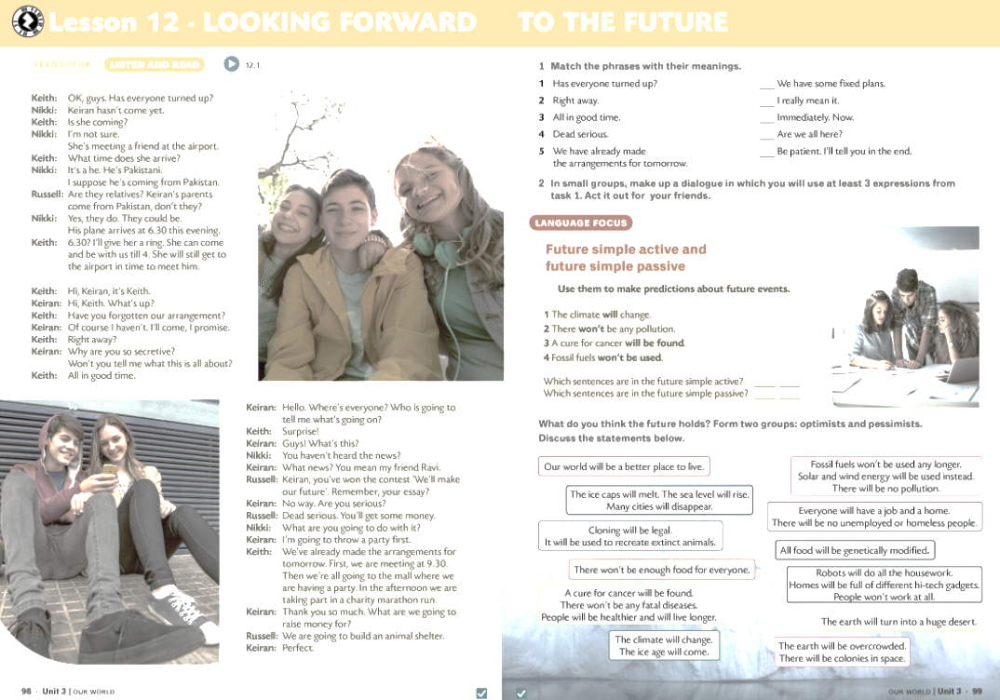 Lesson 12 · LOOKING FORWARD TO THE FUTURE
TEENSPEAK LISTEN AND READ 12.1.
Keith: OK, guys. Has everyone turned up?
Nikki: Keiran hasn't come yet.
Keith: Is she coming?
Nikki: I'm not sure.
She's meeting a friend at the airport.
Keith: What time does she arrive?
Nikki: It's a he. He's Pakistani.
I suppose he's coming from Pakistan.
Russell: Are they relatives? Keiran's parents
come from Pakistan, don't they?
Nikki: Yes, they do. They could be.
His plane arrives at 6.30 this evening.
Keith: 6.30? I'll give her a ring. She can come
and be with us till 4. She will still get to
the airport in time to meet him.
Keith: Hi, Keiran, it's Keith.
Keiran: Hi, Keith. What's up?
Keith: Have you forgotten our arrangement?
Keiran: Of course I haven't. I'll come, I promise.
Keith: Right away?
Keiran: Why are you so secretive?
Won't you tell me what this is all about?
Keith: All in good time.
Keiran: Hello. Where's everyone? Who is going to
tell me what's going on?
Keith: Surprise!
Keiran: Guys! What's this?
Nikki: You haven't heard the news?
Keiran: What news? You mean my friend Ravi.
Russell: Keiran, you've won the contest 'We'll make
our future'. Remember, your essay?
Keiran: No way. Are you serious?
Russell: Dead serious. You'll get some money.
Nikki: What are you going to do with it?
Keiran: I'm going to throw a party first.
Keith: We've already made the arrangements for
tomorrow. First, we are meeting at 9.30.
Then we're all going to the mall where we
are having a party. In the afternoon we are
taking part in a charity marathon run.
Keiran: Thank you so much. What are we going to
raise money for?
Russell: We are going to build an animal shelter.
Keiran: Perfect.
98 · Unit 3 | OUR WORLD
1 Match the phrases with their meanings.
1 Has everyone turned up? ___ We have some fixed plans.
2 Right away. ___ I really mean it.
3 All in good time. ___ Immediately. Now.
4 Dead serious. ___ Are we all here?
5 We have already made ___ Be patient. I'll tell you in the end.
the arrangements for tomorrow.
2 In small groups, make up a dialogue in which you will use at least 3 expressions from
task 1. Act it out for your friends.
LANGUAGE FOCUS
Future simple active and
future simple passive
Use them to make predictions about future events.
1 The climate will change.
2 There won't be any pollution.
3 A cure for cancer will be found.
4 Fossil fuels won't be used.
Which sentences are in the future simple active? ___ ___
Which sentences are in the future simple passive? ___ ___
What do you think the future holds? Form two groups: optimists and pessimists.
Discuss the statements below.
Our world will be a better place to live.
The ice caps will melt. The sea level will rise.
Many cities will disappear.
Cloning will be legal.
It will be used to recreate extinct animals.
There won't be enough food for everyone.
A cure for cancer will be found.
There won't be any fatal diseases.
People will be healthier and will live longer.
The climate will change.
The ice age will come.
Fossil fuels won't be used any longer.
Solar and wind energy will be used instead.
There will be no pollution.
Everyone will have a job and a home.
There will be no unemployed or homeless people.
All food will be genetically modified.
Robots will do all the housework.
Homes will be full of different hi-tech gadgets.
People won't work at all.
The earth will turn into a huge desert.
The earth will be overcrowded.
There will be colonies in space.
OUR WORLD | Unit 3 · 99